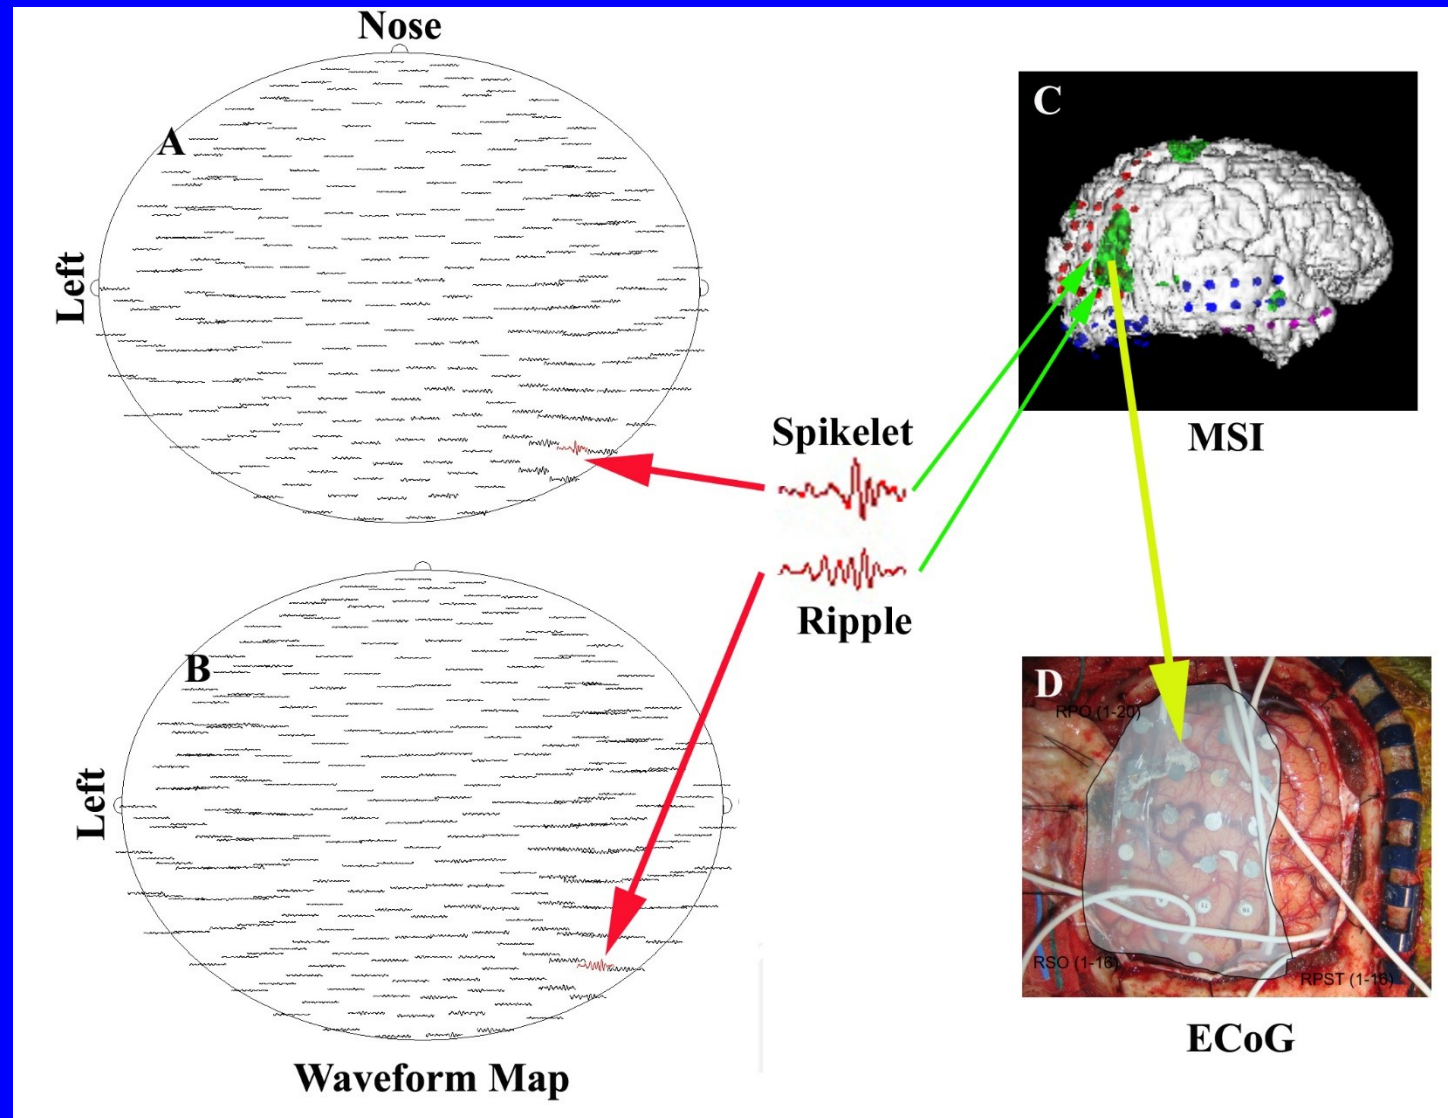 Nose
A
Left
C
Spikelet
MSI
Ripple
B
Left
D
RPO (1-20)
RSO (1-16)
RPST (1-16)
ECoG
Waveform Map